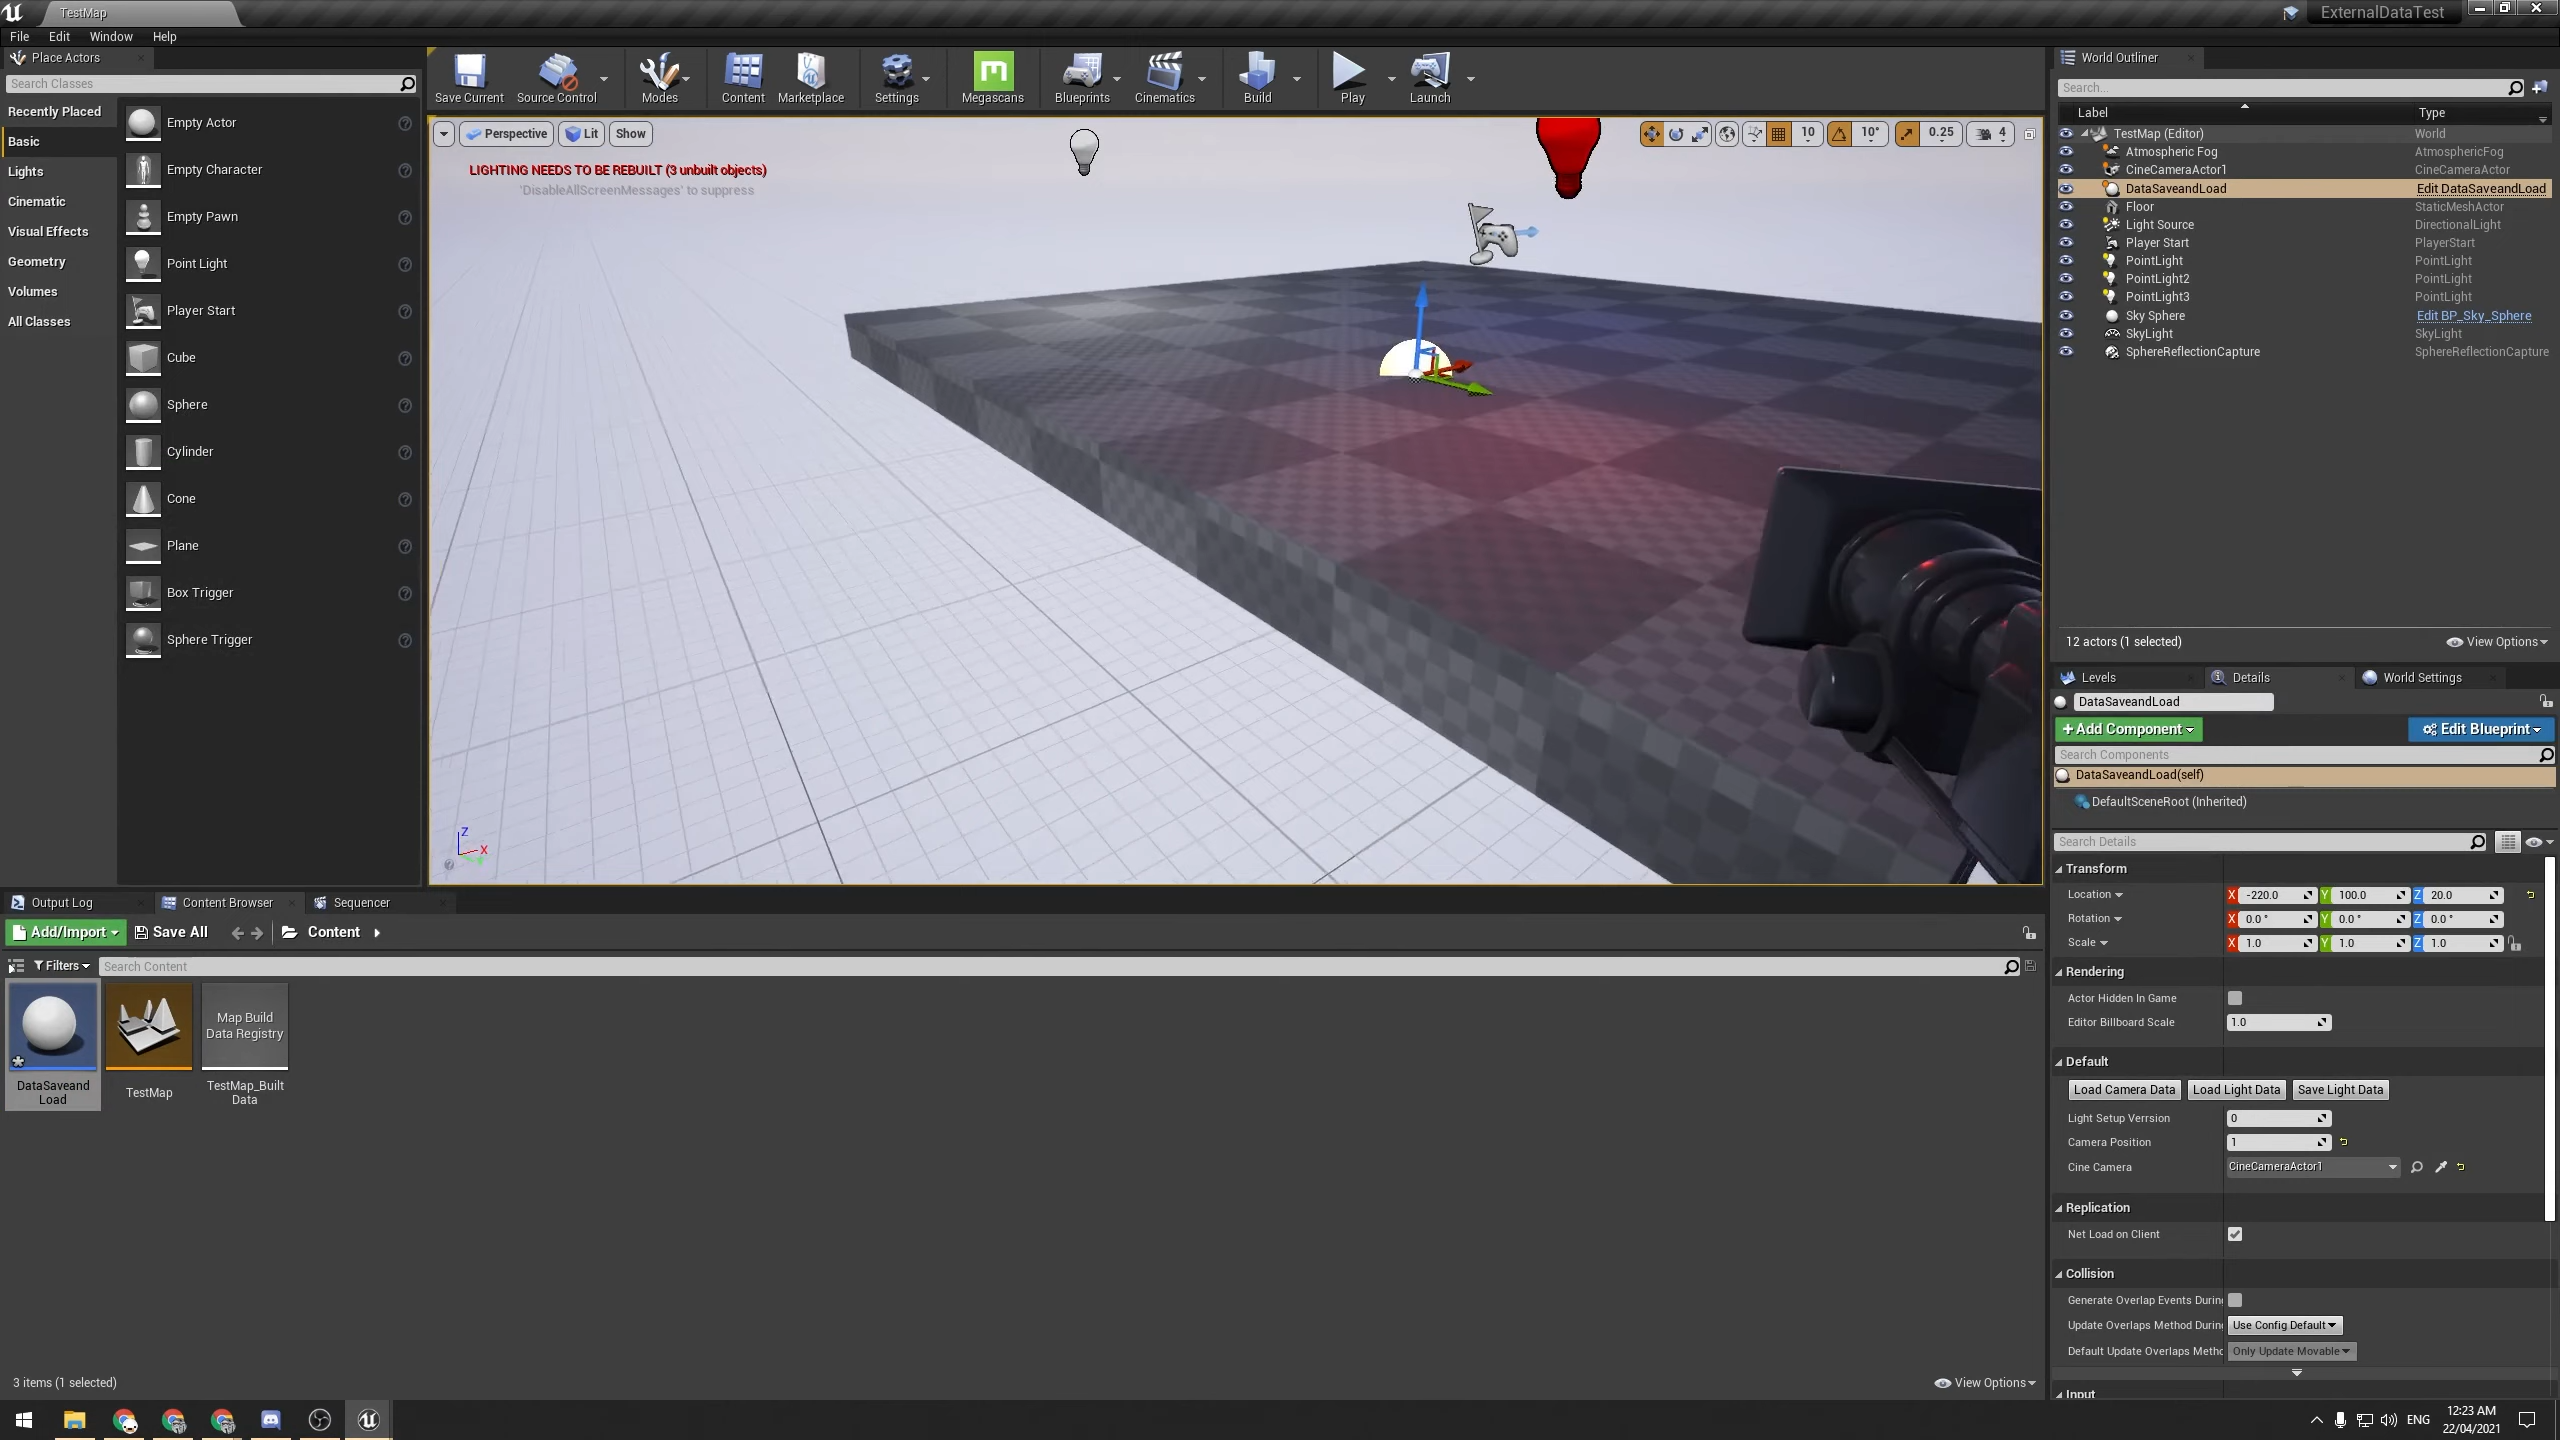 TestMap
ExternalDataTest
File Edit Window Help
Place Actors
Search Classes
Recently Placed
Basic
Lights
Cinematic
Visual Effects
Geometry
Volumes
All Classes
Empty Actor
Empty Character
Empty Pawn
Point Light
Player Start
Cube
Sphere
Cylinder
Cone
Plane
Box Trigger
Sphere Trigger
Save Current Source Control Modes Content Marketplace Settings Megascans Blueprints Cinematics Build Play Launch
Perspective Lit Show
10 10° 0.25 4
LIGHTING NEEDS TO BE REBUILT (3 unbuilt objects)
'DisableAllScreenMessages' to suppress
Z
X
World Outliner
Search...
Label Type
TestMap (Editor) World
Atmospheric Fog AtmosphericFog
CineCameraActor1 CineCameraActor
DataSaveandLoad Edit DataSaveandLoad
Floor StaticMeshActor
Light Source DirectionalLight
Player Start PlayerStart
PointLight PointLight
PointLight2 PointLight
PointLight3 PointLight
Sky Sphere Edit BP_Sky_Sphere
SkyLight SkyLight
SphereReflectionCapture SphereReflectionCapture
12 actors (1 selected) View Options
Levels Details World Settings
DataSaveandLoad
+Add Component Edit Blueprint
Search Components
DataSaveandLoad(self)
DefaultSceneRoot (Inherited)
Search Details
Transform
Location X -220.0 Y 100.0 Z 20.0
Rotation X 0.0 ° Y 0.0 ° Z 0.0 °
Scale X 1.0 Y 1.0 Z 1.0
Rendering
Actor Hidden In Game
Editor Billboard Scale 1.0
Default
Load Camera Data Load Light Data Save Light Data
Light Setup Verrsion 0
Camera Position 1
Cine Camera CineCameraActor1
Replication
Net Load on Client
Collision
Generate Overlap Events During
Update Overlaps Method During Use Config Default
Default Update Overlaps Metho Only Update Movable
Input
Output Log Content Browser Sequencer
Add/Import Save All Content
Filters Search Content
DataSaveand
Load
TestMap
Map Build
Data Registry
TestMap_Built
Data
3 items (1 selected) View Options
ENG
12:23 AM
22/04/2021